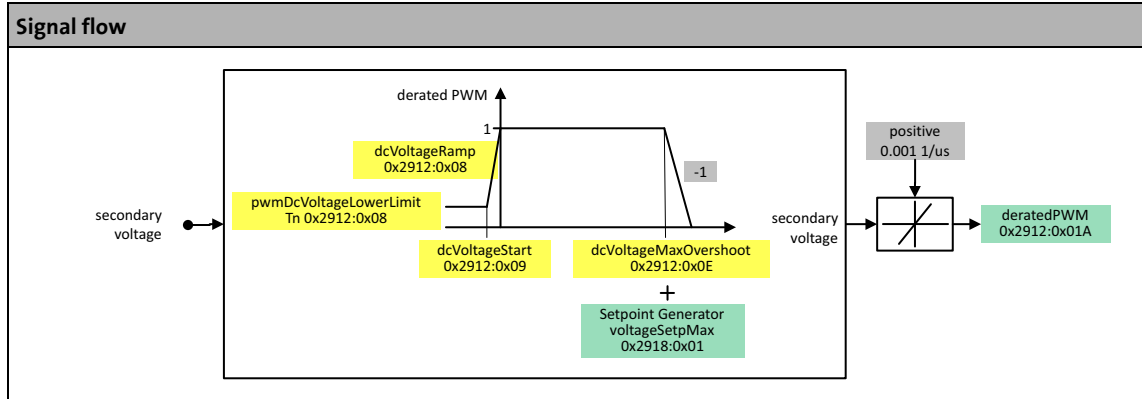 Signal flow
derated PWM
1
positive
0.001 1/us
dcVoltageRamp
0x2912:0x08
-1
pwmDcVoltageLowerLimit
Tn 0x2912:0x08
secondary
voltage
secondary
voltage
deratedPWM
0x2912:0x01A
dcVoltageStart
0x2912:0x09
dcVoltageMaxOvershoot
0x2912:0x0E
+
Setpoint Generator
voltageSetpMax
0x2918:0x01